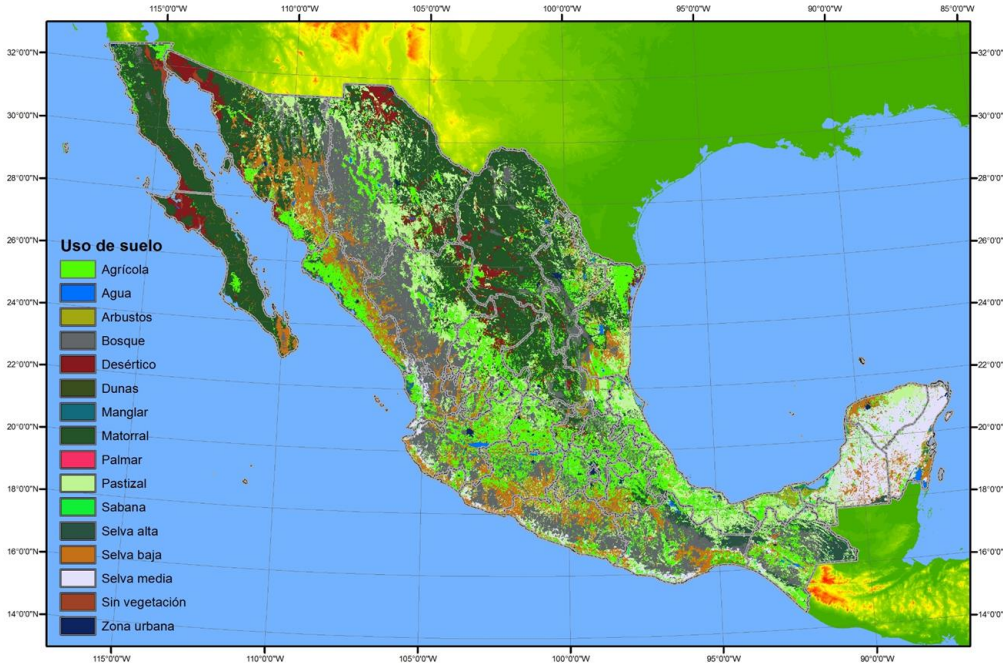 115°0'0"W 110°0'0"W 105°0'0"W 100°0'0"W 95°0'0"W 90°0'0"W 85°0'0"W
32°0'0"N 32°0'0"N
30°0'0"N 30°0'0"N
28°0'0"N 28°0'0"N
26°0'0"N 26°0'0"N
24°0'0"N 24°0'0"N
22°0'0"N 22°0'0"N
20°0'0"N 20°0'0"N
18°0'0"N 18°0'0"N
16°0'0"N 16°0'0"N
14°0'0"N 14°0'0"N
Uso de suelo
Agrícola
Agua
Arbustos
Bosque
Desértico
Dunas
Manglar
Matorral
Palmar
Pastizal
Sabana
Selva alta
Selva baja
Selva media
Sin vegetación
Zona urbana
115°0'0"W 110°0'0"W 105°0'0"W 100°0'0"W 95°0'0"W 90°0'0"W